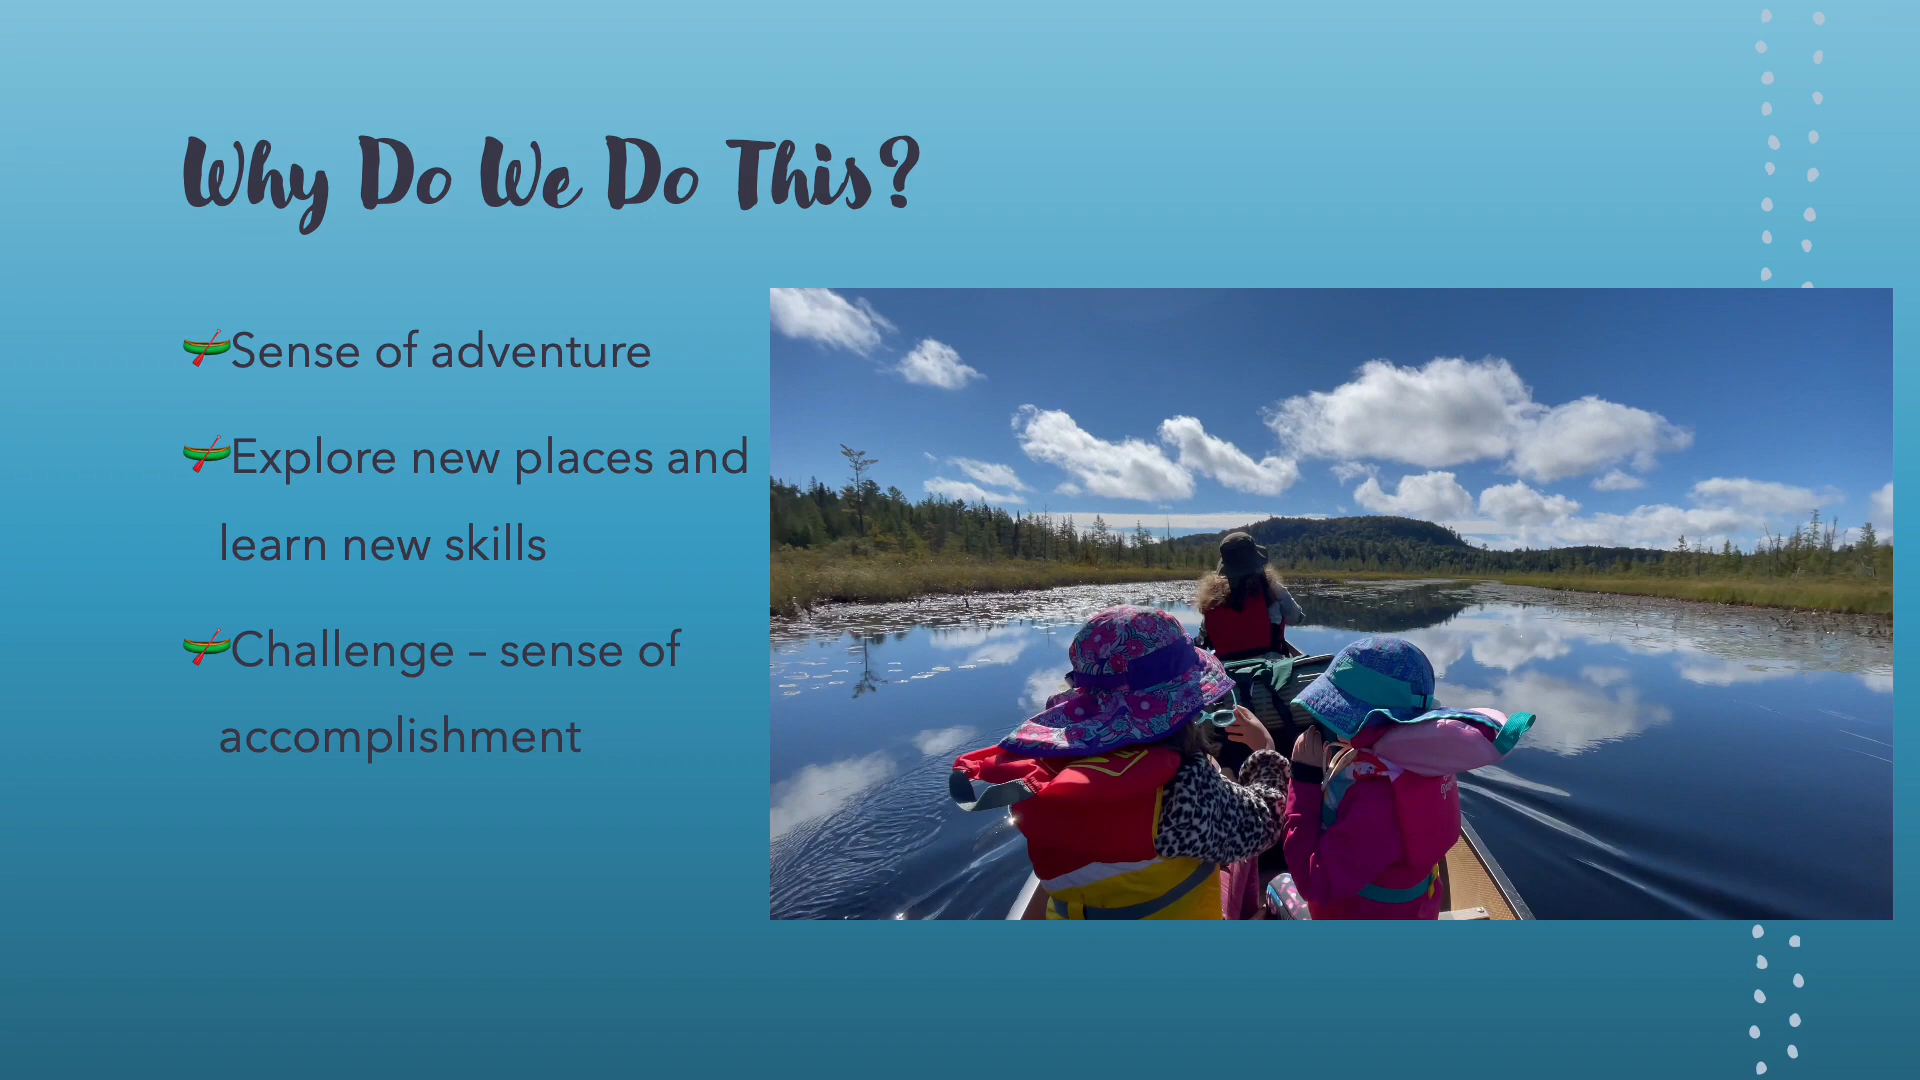 Why Do We Do This?
Sense of adventure
Explore new places and
learn new skills
Challenge – sense of
accomplishment